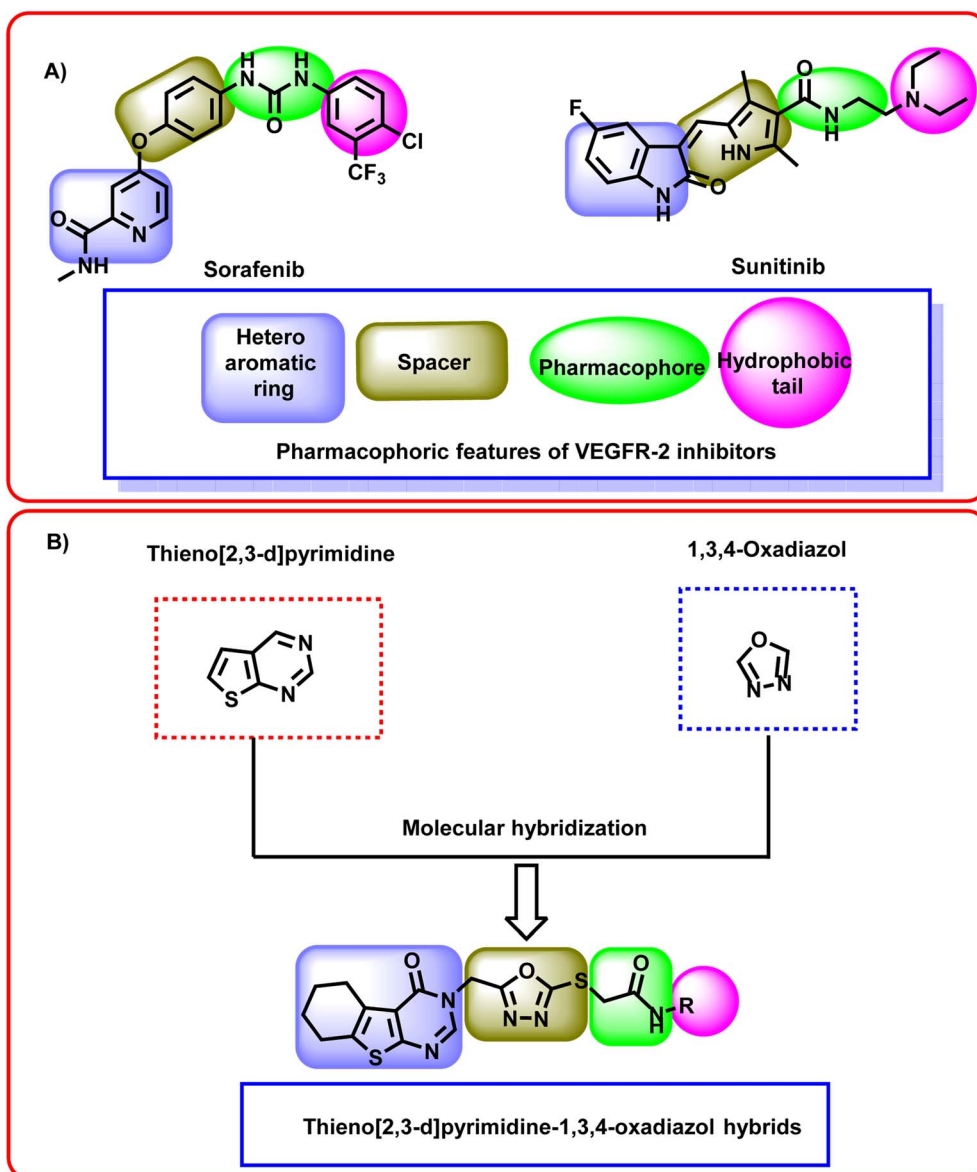 A)
H
N
H
N
O
O
Cl
CF3
O
N
NH
F
O
N
H
HN
O
N
H
N
Sorafenib
Sunitinib
Hetero
aromatic
ring
Spacer
Pharmacophore
Hydrophobic
tail
Pharmacophoric features of VEGFR-2 inhibitors
B)
Thieno[2,3-d]pyrimidine
1,3,4-Oxadiazol
N
N
S
O
N
N
Molecular hybridization
O
N
N
S
O
N
N
S
O
N
H
R
Thieno[2,3-d]pyrimidine-1,3,4-oxadiazol hybrids